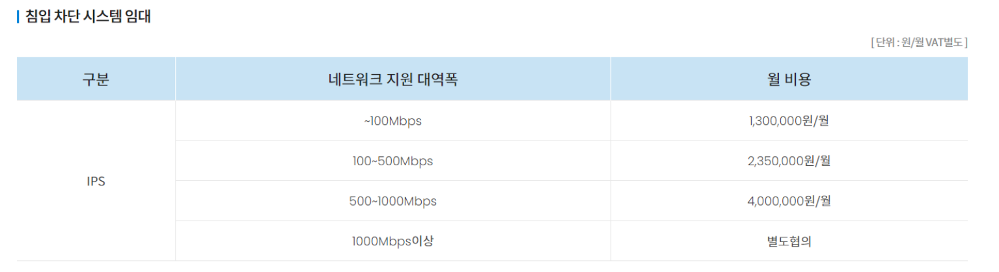 침입 차단 시스템 임대
[ 단위 : 원/월 VAT별도 ]
구분 네트워크 지원 대역폭 월 비용
~100Mbps 1,300,000원/월
100~500Mbps 2,350,000원/월
IPS
500~1000Mbps 4,000,000원/월
1000Mbps이상 별도협의